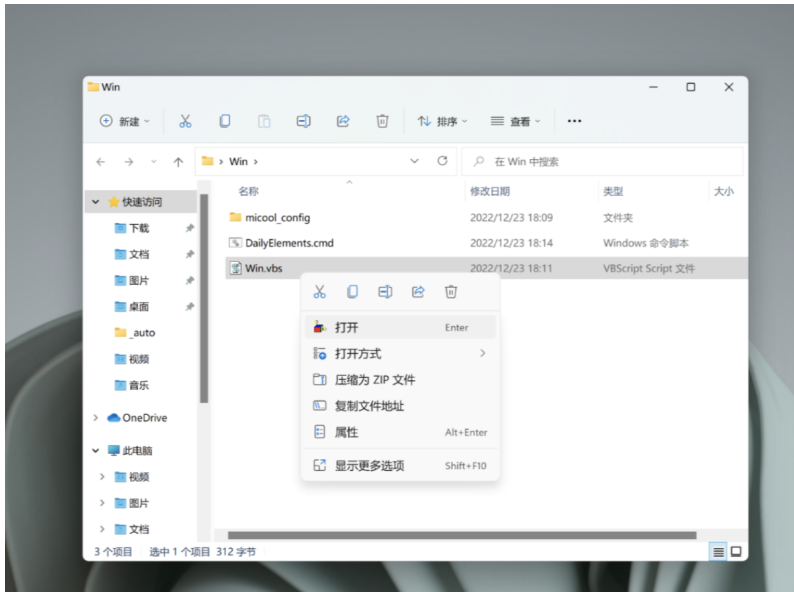 Win
新建
排序
查看
Win
在 Win 中搜索
名称 修改日期 类型 大小
快速访问
下载
文档
图片
桌面
_auto
视频
音乐
OneDrive
此电脑
视频
图片
文档
micool_config 2022/12/23 18:09 文件夹
DailyElements.cmd 2022/12/23 18:14 Windows 命令脚本
Win.vbs 2022/12/23 18:11 VBScript Script 文件
打开 Enter
打开方式
压缩为 ZIP 文件
复制文件地址
属性 Alt+Enter
显示更多选项 Shift+F10
3 个项目 选中 1 个项目 312 字节